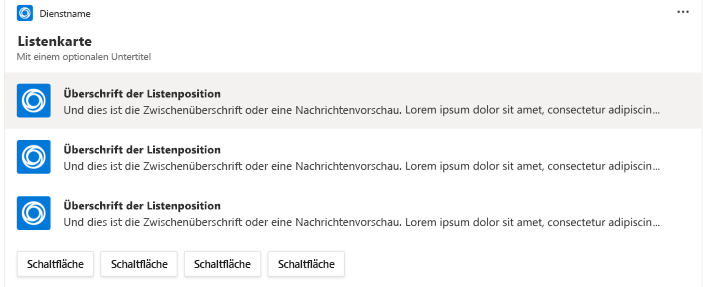 Dienstname
Listenkarte
Mit einem optionalen Untertitel
Überschrift der Listenposition
Und dies ist die Zwischenüberschrift oder eine Nachrichtenvorschau. Lorem ipsum dolor sit amet, consectetur adipiscin...
Überschrift der Listenposition
Und dies ist die Zwischenüberschrift oder eine Nachrichtenvorschau. Lorem ipsum dolor sit amet, consectetur adipiscin...
Überschrift der Listenposition
Und dies ist die Zwischenüberschrift oder eine Nachrichtenvorschau. Lorem ipsum dolor sit amet, consectetur adipiscin...
Schaltfläche Schaltfläche Schaltfläche Schaltfläche